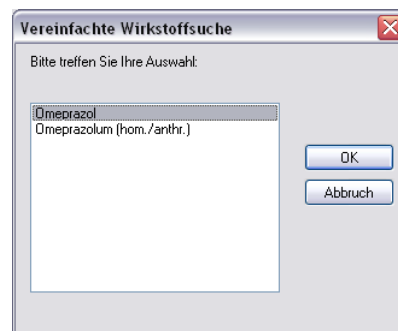 Vereinfachte Wirkstoffsuche
Bitte treffen Sie Ihre Auswahl:
Omeprazol
Omeprazolum (hom./anthr.)
OK
Abbruch